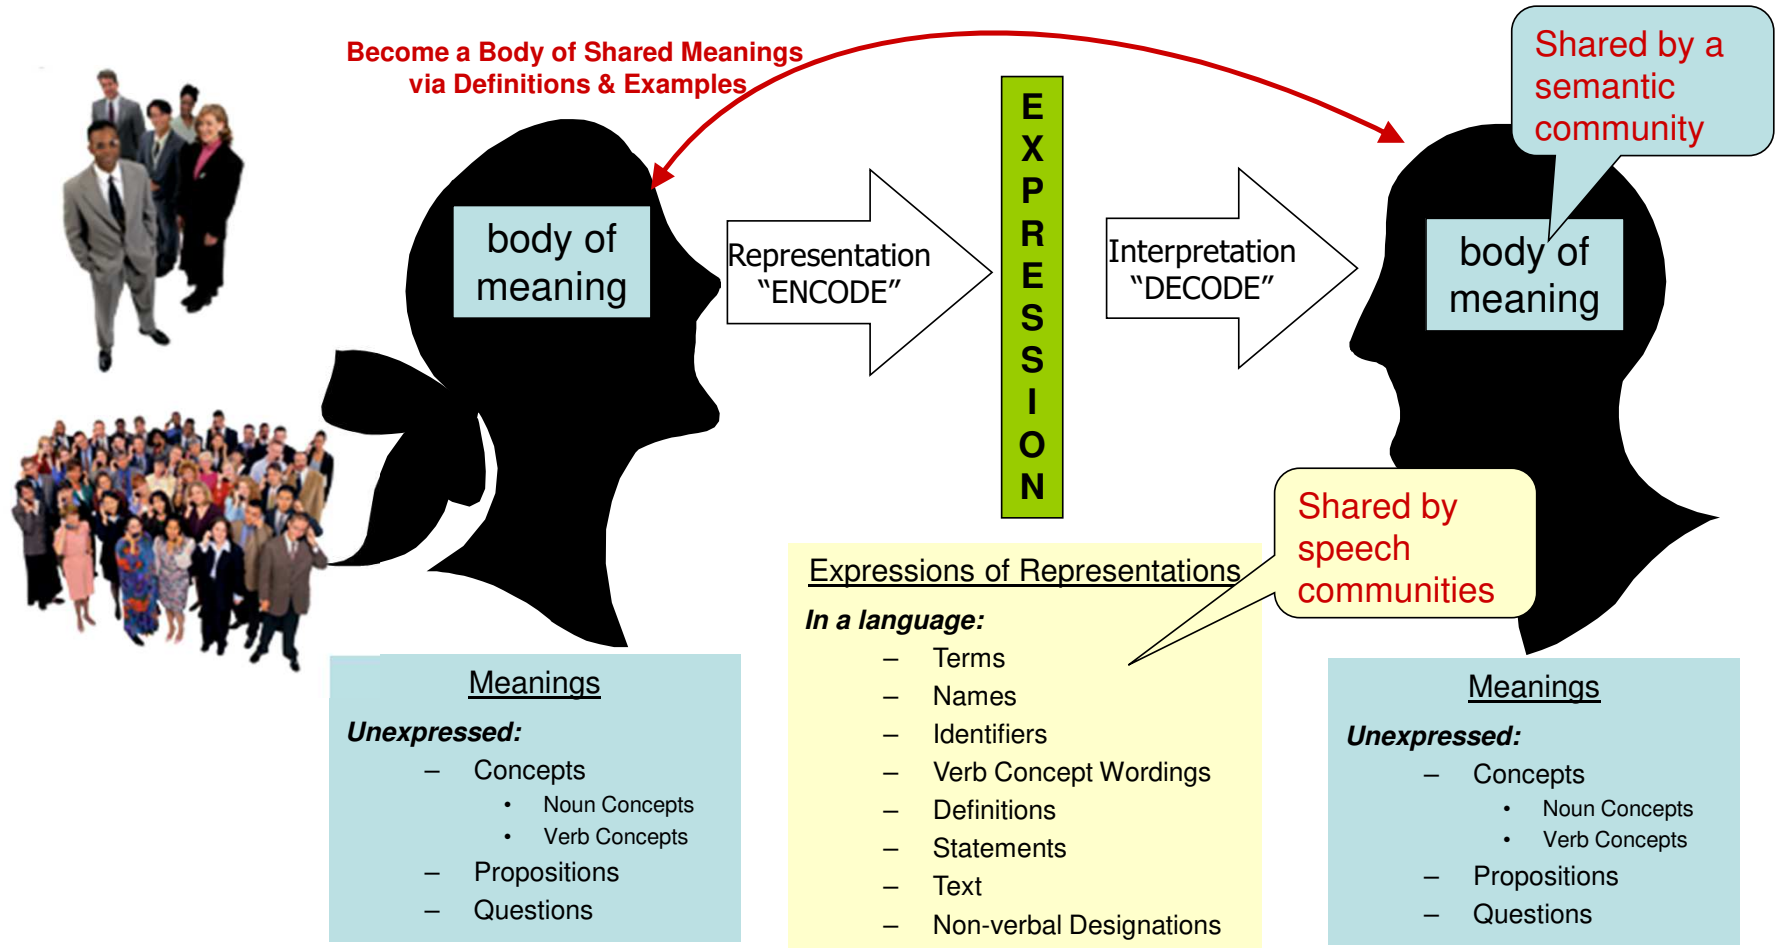 Become a Body of Shared Meanings
via Definitions & Examples
Shared by a
semantic
community
body of
meaning
Representation
“ENCODE”
E
X
P
R
E
S
S
I
O
N
Interpretation
“DECODE”
body of
meaning
Shared by
speech
communities
Meanings
Unexpressed:
– Concepts
• Noun Concepts
• Verb Concepts
– Propositions
– Questions
Expressions of Representations
In a language:
– Terms
– Names
– Identifiers
– Verb Concept Wordings
– Definitions
– Statements
– Text
– Non-verbal Designations
Meanings
Unexpressed:
– Concepts
• Noun Concepts
• Verb Concepts
– Propositions
– Questions